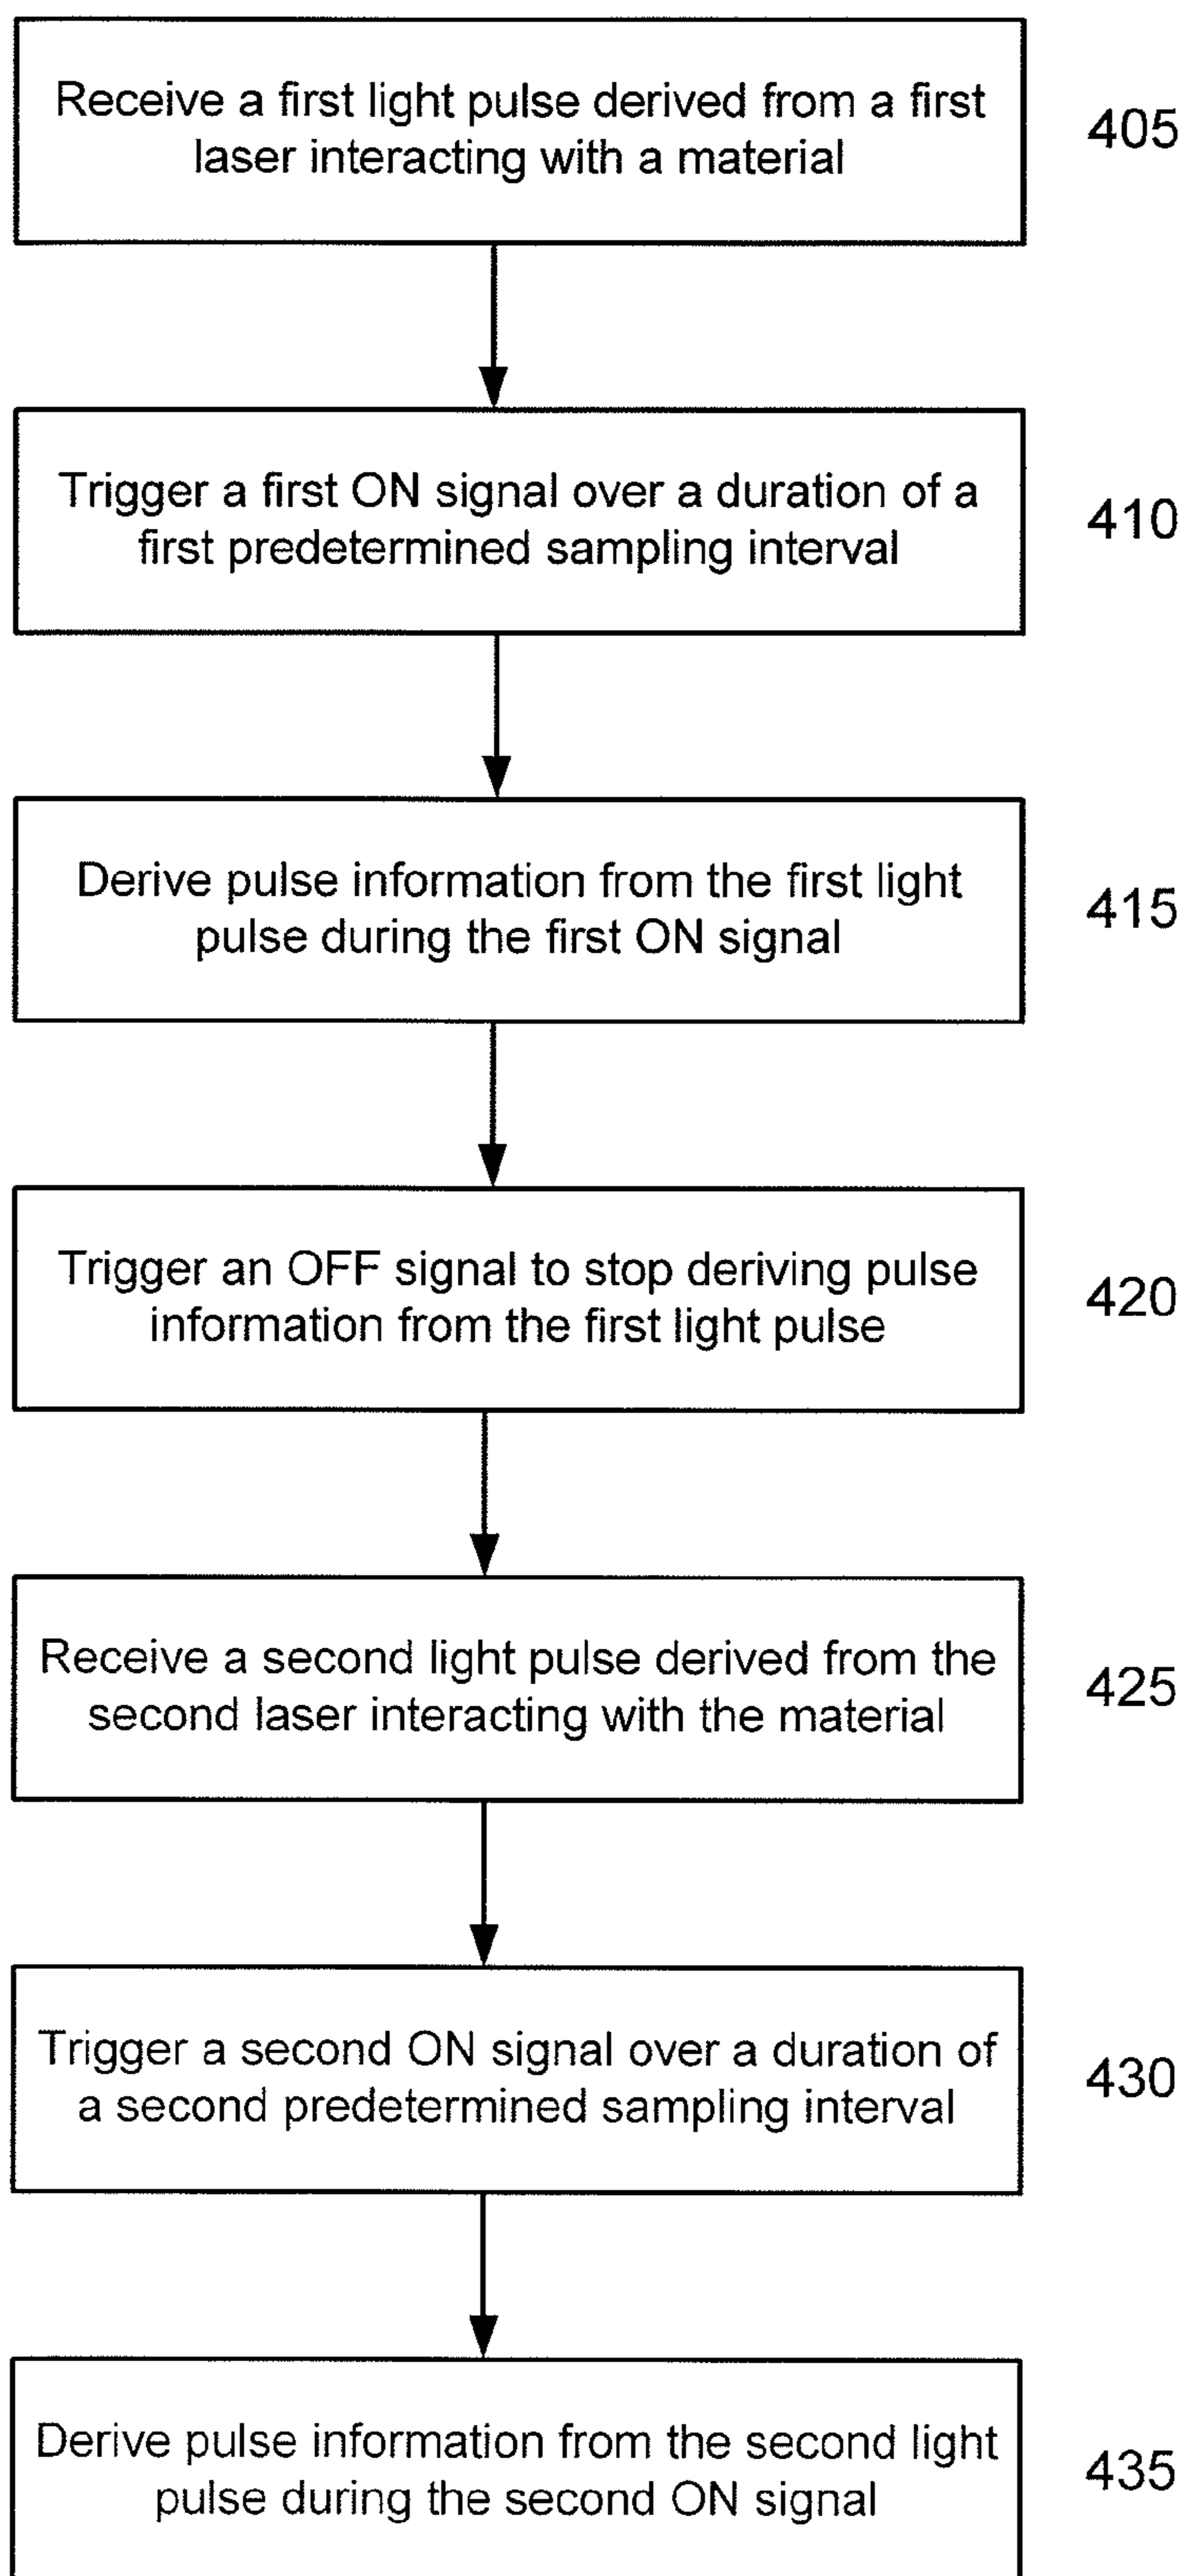 Receive a first light pulse derived from a first
laser interacting with a material
405
Trigger a first ON signal over a duration of a
first predetermined sampling interval
410
Derive pulse information from the first light
pulse during the first ON signal
415
Trigger an OFF signal to stop deriving pulse
information from the first light pulse
420
Receive a second light pulse derived from the
second laser interacting with the material
425
Trigger a second ON signal over a duration of
a second predetermined sampling interval
430
Derive pulse information from the second light
pulse during the second ON signal
435